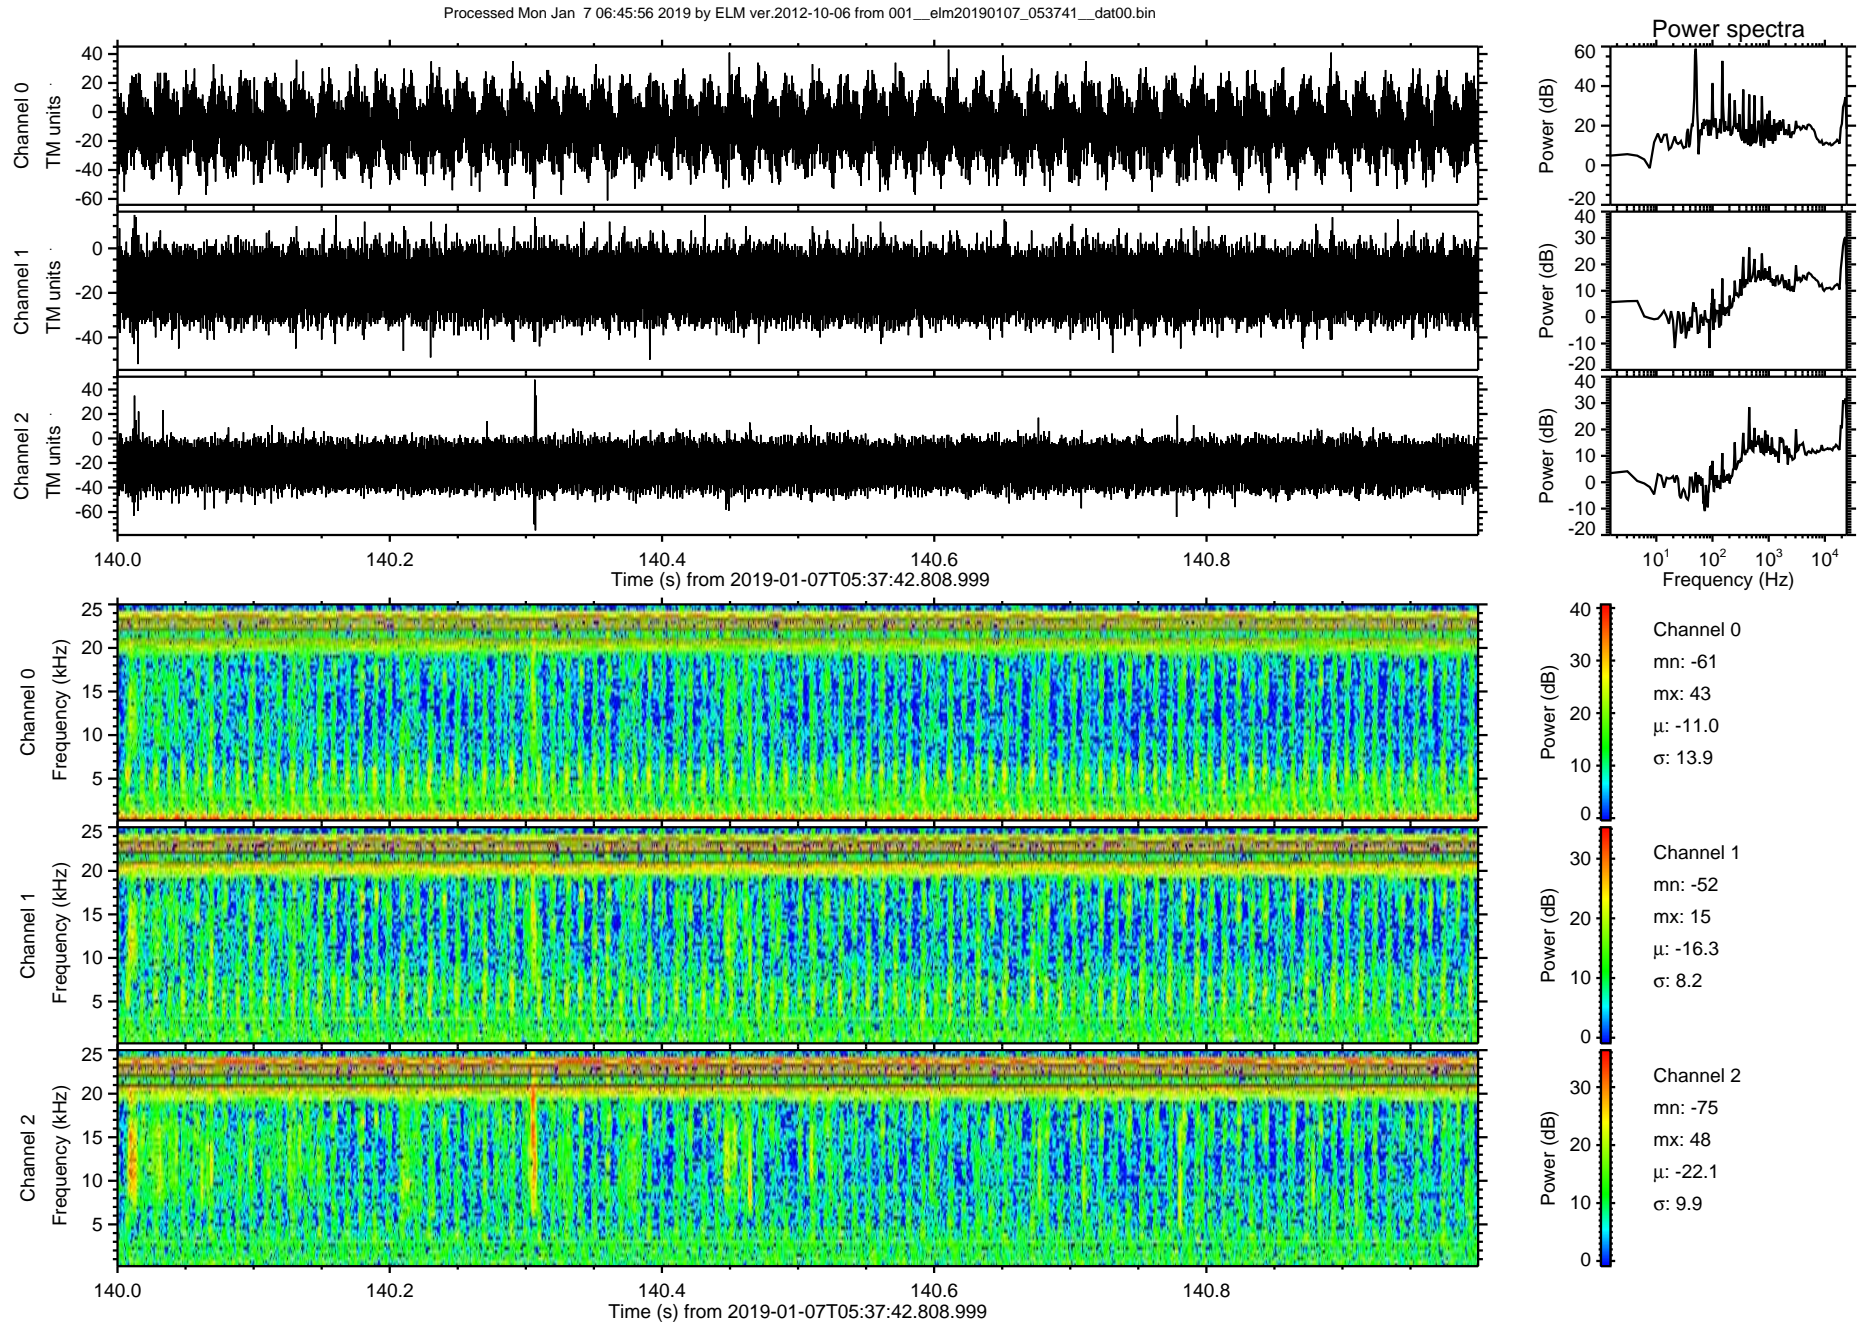 Processed Mon Jan  7 06:45:56 2019 by ELM ver.2012-10-06 from 001__elm20190107_053741__dat00.bin
Power spectra
Channel 0
TM units
40
20
0
-20
-40
-60
Power (dB)
60
40
20
0
-20
Channel 1
TM units
0
-20
-40
Power (dB)
40
30
20
10
0
-10
-20
Channel 2
TM units
40
20
0
-20
-40
-60
Power (dB)
40
30
20
10
0
-10
-20
140.0 140.2 140.4 140.6 140.8
Time (s) from 2019-01-07T05:37:42.808.999
10^1 10^2 10^3 10^4
Frequency (Hz)
Channel 0
Frequency (kHz)
25
20
15
10
5
Power (dB)
40
30
20
10
0
Channel 0
mn: -61
mx: 43
µ: -11.0
σ: 13.9
Channel 1
Frequency (kHz)
25
20
15
10
5
Power (dB)
30
20
10
0
Channel 1
mn: -52
mx: 15
µ: -16.3
σ: 8.2
Channel 2
Frequency (kHz)
25
20
15
10
5
Power (dB)
30
20
10
0
Channel 2
mn: -75
mx: 48
µ: -22.1
σ: 9.9
140.0 140.2 140.4 140.6 140.8
Time (s) from 2019-01-07T05:37:42.808.999